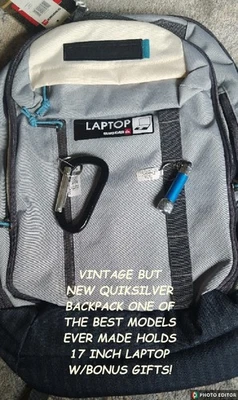 LAPTOP
QUIKSILVER
VINTAGE BUT
NEW QUIKSILVER
BACKPACK ONE OF
THE BEST MODELS
EVER MADE HOLDS
17 INCH LAPTOP
W/BONUS GIFTS!
PHOTO EDITOR